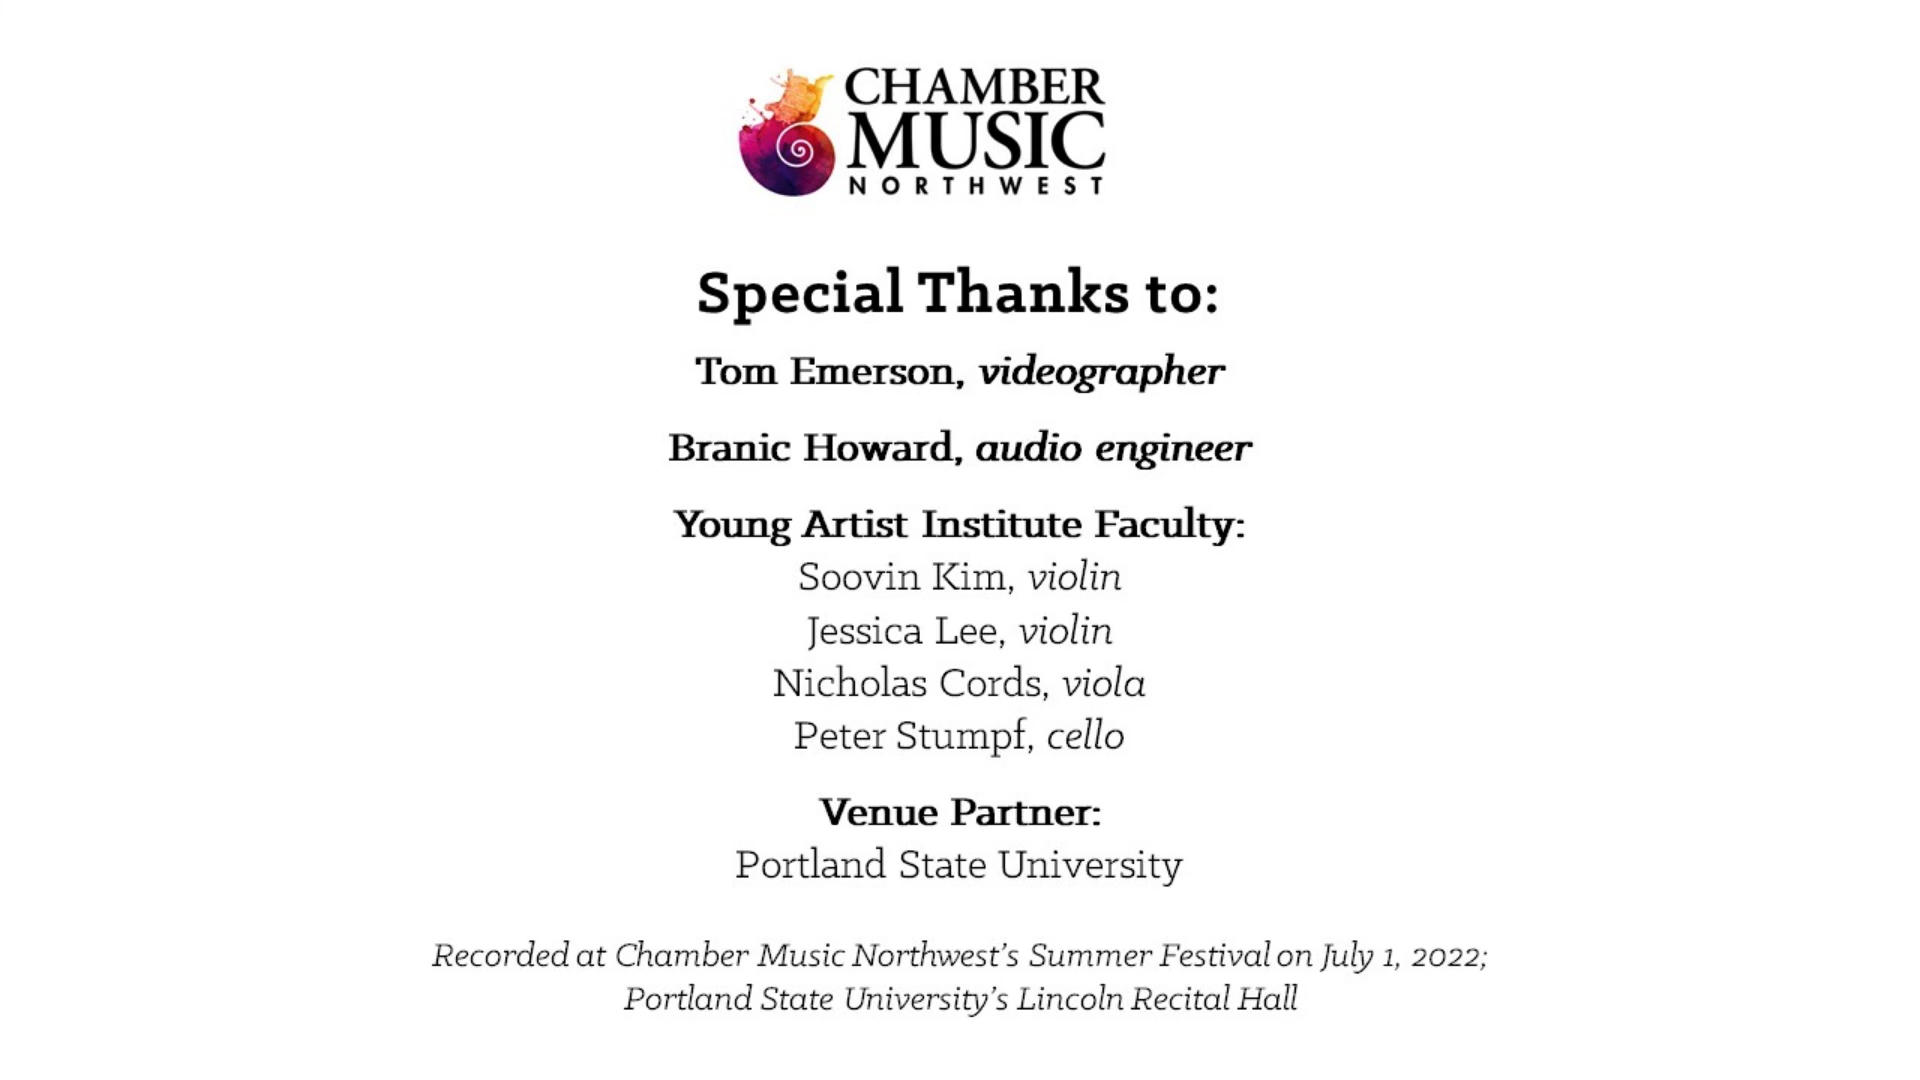 CHAMBER
MUSIC
NORTHWEST
Special Thanks to:
Tom Emerson, videographer
Branic Howard, audio engineer
Young Artist Institute Faculty:
Soovin Kim, violin
Jessica Lee, violin
Nicholas Cords, viola
Peter Stumpf, cello
Venue Partner:
Portland State University
Recorded at Chamber Music Northwest’s Summer Festival on July 1, 2022;
Portland State University’s Lincoln Recital Hall